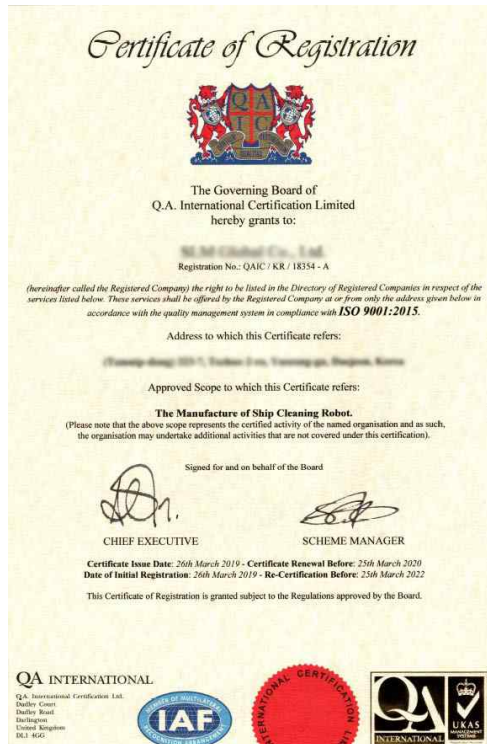 Certificate of Registration
Q A
I C
The Governing Board of
Q.A. International Certification Limited
hereby grants to:
Registration No.: QAIC / KR / 18354 - A
(hereinafter called the Registered Company) the right to be listed in the Directory of Registered Companies in respect of the
services listed below. These services shall be offered by the Registered Company at or from only the address given below in
accordance with the quality management system in compliance with ISO 9001:2015.
Address to which this Certificate refers:
Approved Scope to which this Certificate refers:
The Manufacture of Ship Cleaning Robot.
(Please note that the above scope represents the certified activity of the named organisation and as such,
the organisation may undertake additional activities that are not covered under this certification).
Signed for and on behalf of the Board
CHIEF EXECUTIVE
SCHEME MANAGER
Certificate Issue Date: 26th March 2019 - Certificate Renewal Before: 25th March 2020
Date of Initial Registration: 26th March 2019 - Re-Certification Before: 25th March 2022
This Certificate of Registration is granted subject to the Regulations approved by the Board.
QA INTERNATIONAL
Q.A. International Certification Ltd.
Dudley Court
Dudley Road
Darlington
United Kingdom
DL1 4GG
MEMBER OF MULTILATERAL
IAF
RECOGNITION ARRANGEMENT
INTERNATIONAL CERTIFICATION
QA
INTERNATIONAL
UKAS
MANAGEMENT
SYSTEMS